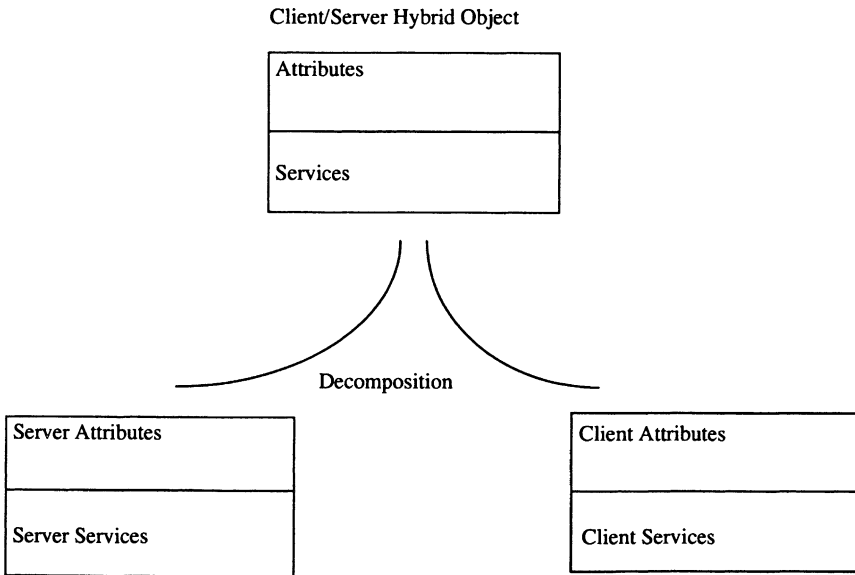 Client/Server Hybrid Object
Attributes
Services
Decomposition
Server Attributes
Client Attributes
Server Services
Client Services